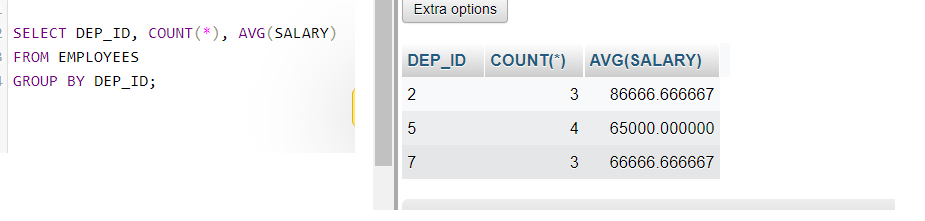 SELECT DEP_ID, COUNT(*), AVG(SALARY)
FROM EMPLOYEES
GROUP BY DEP_ID;
Extra options
DEP_ID COUNT(*) AVG(SALARY)
2 3 86666.666667
5 4 65000.000000
7 3 66666.666667